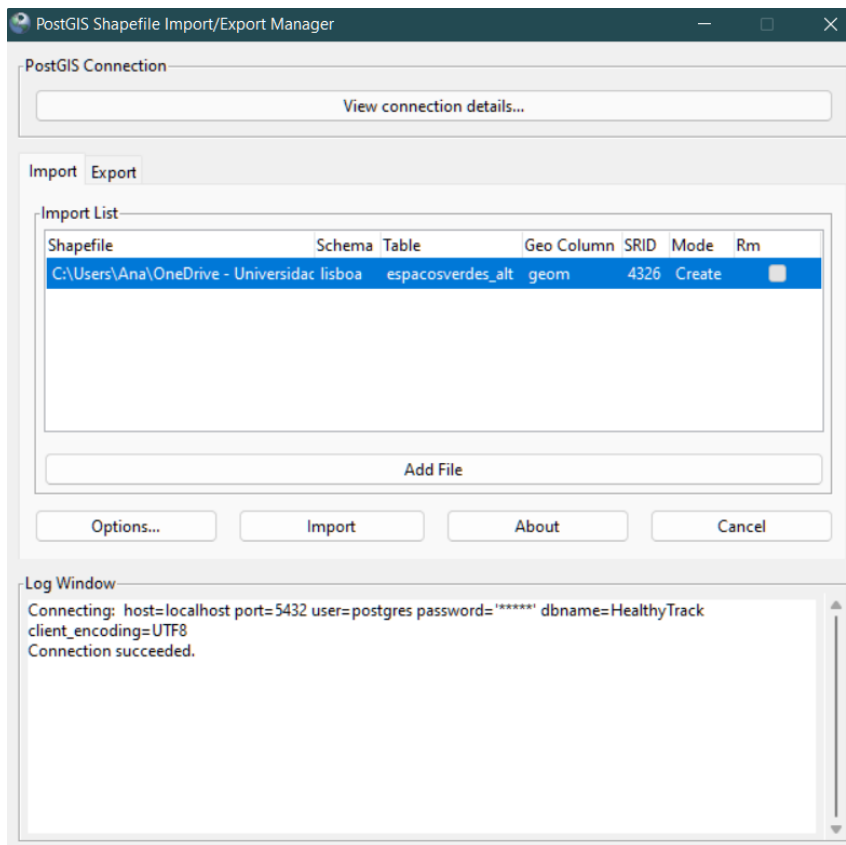 PostGIS Shapefile Import/Export Manager
PostGIS Connection
View connection details...
Import Export
Import List
Shapefile Schema Table Geo Column SRID Mode Rm
C:\Users\Ana\OneDrive - Universidac lisboa espacosverdes_alt geom 4326 Create
Add File
Options... Import About Cancel
Log Window
Connecting: host=localhost port=5432 user=postgres password='*****' dbname=HealthyTrack
client_encoding=UTF8
Connection succeeded.